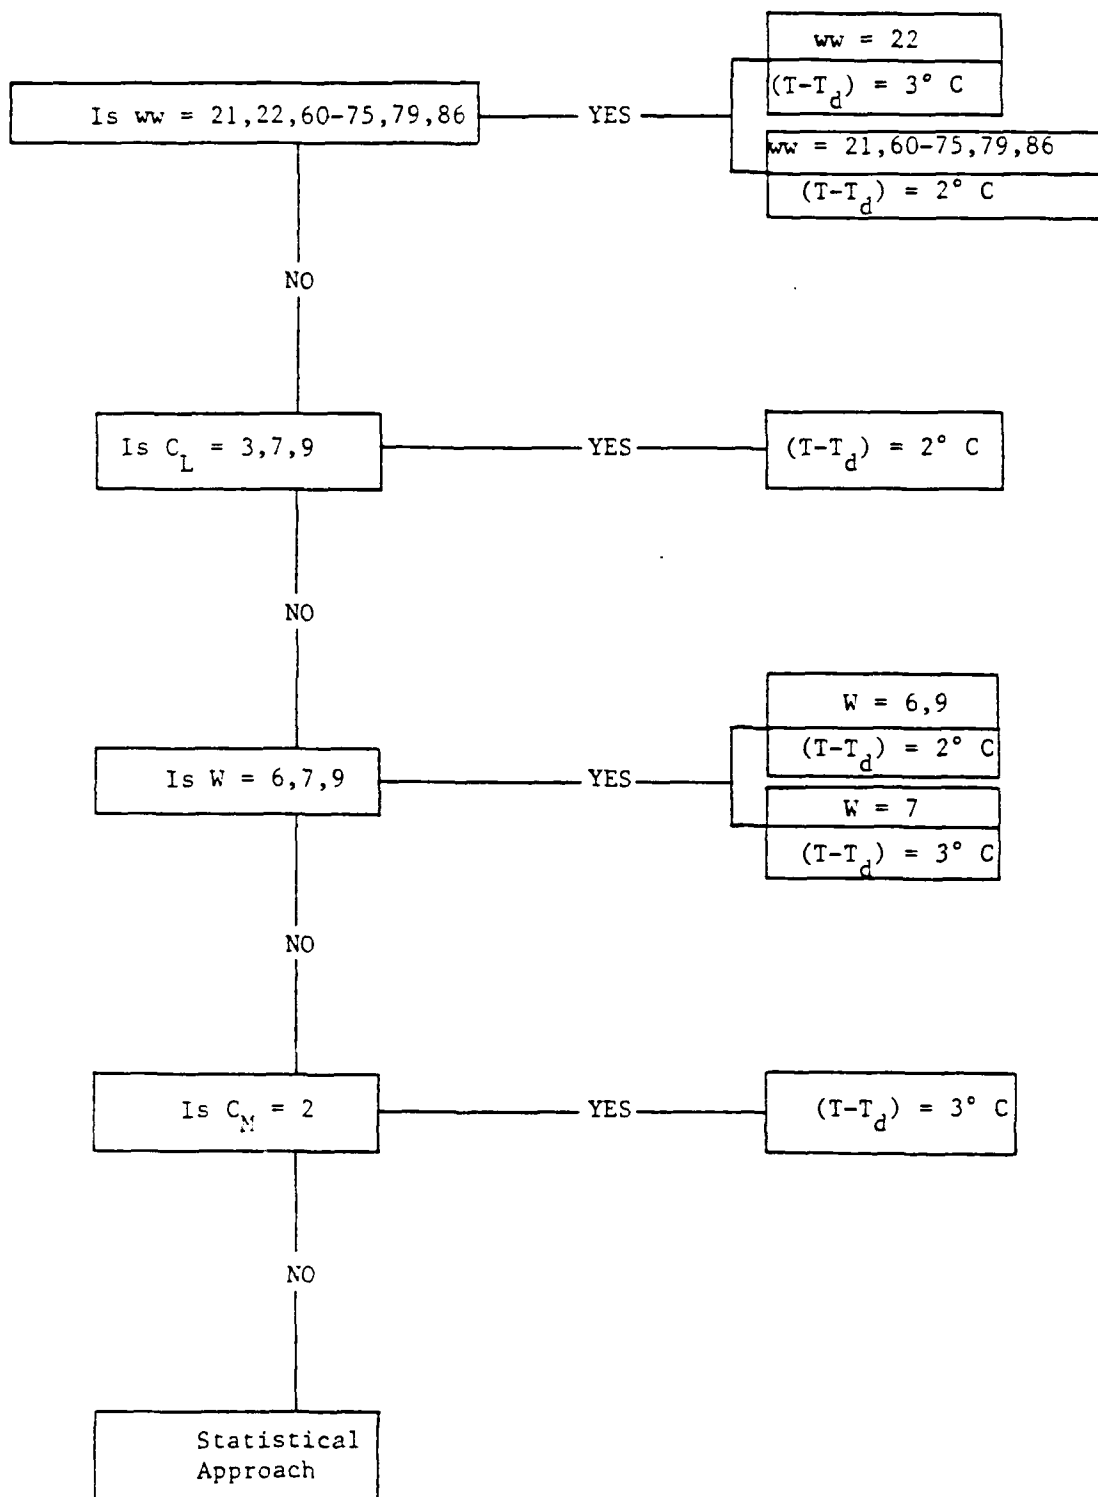 ww = 22
(T-Td) = 3° C
Is ww = 21,22,60-75,79,86
YES
ww = 21,60-75,79,86
(T-Td) = 2° C
NO
Is CL = 3,7,9
YES
(T-Td) = 2° C
NO
W = 6,9
(T-Td) = 2° C
Is W = 6,7,9
YES
W = 7
(T-Td) = 3° C
NO
Is CM = 2
YES
(T-Td) = 3° C
NO
Statistical
Approach